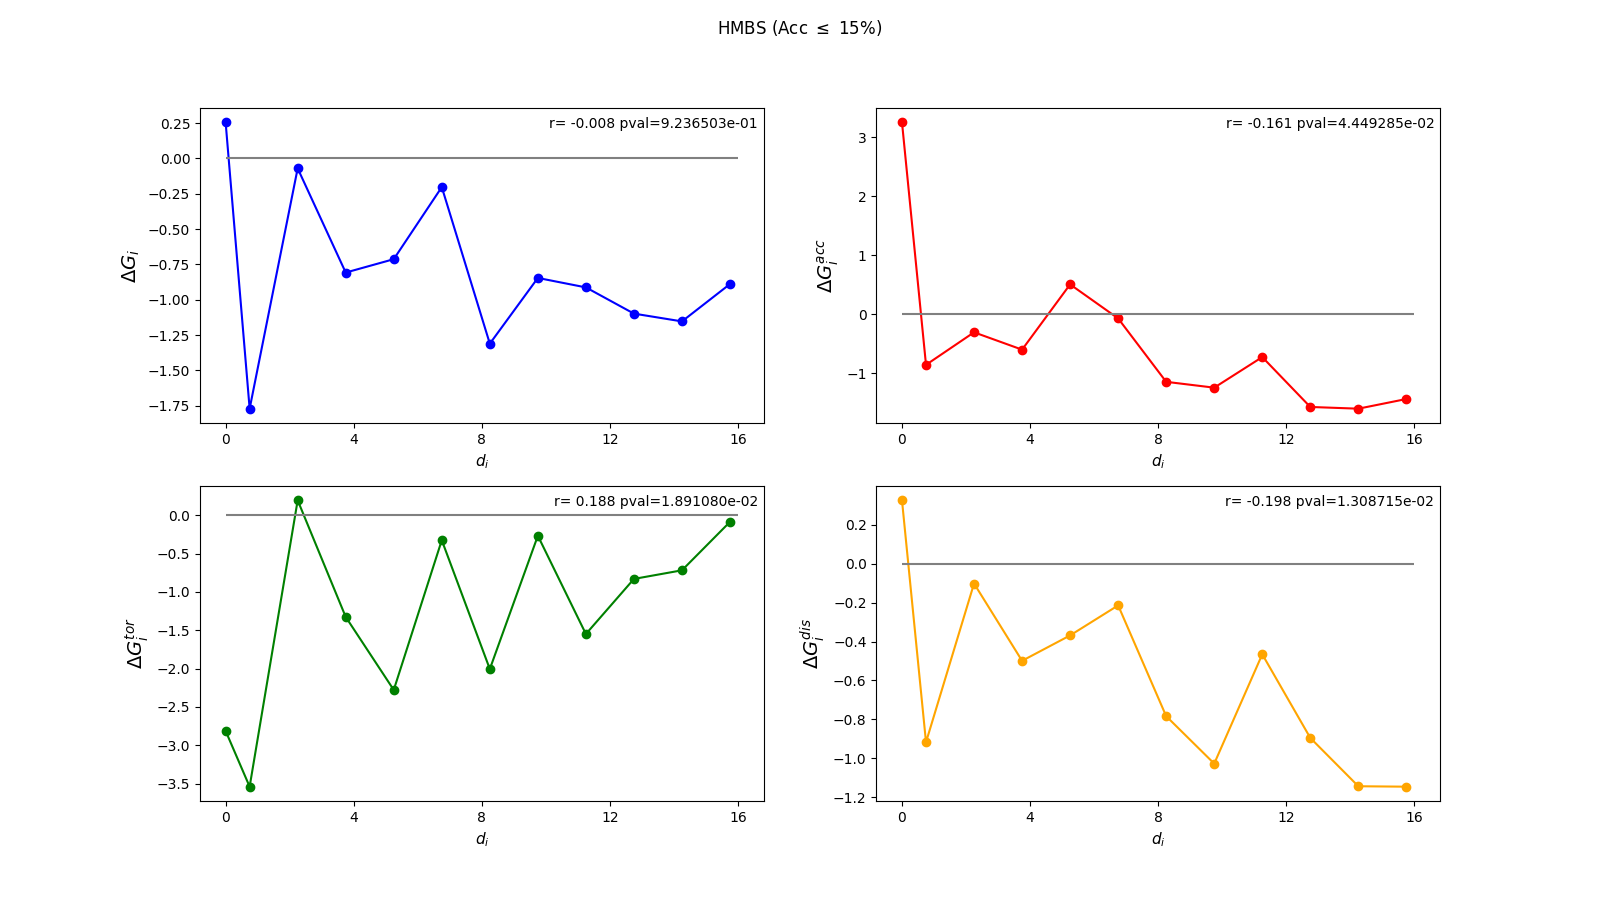 HMBS (Acc ≤ 15%)
r= -0.008 pval=9.236503e-01
0.25
0.00
−0.25
−0.50
−0.75
−1.00
−1.25
−1.50
−1.75
ΔG_i
0 4 8 12 16
d_i
r= -0.161 pval=4.449285e-02
3
2
1
0
−1
ΔG_i^acc
0 4 8 12 16
d_i
r= 0.188 pval=1.891080e-02
0.0
−0.5
−1.0
−1.5
−2.0
−2.5
−3.0
−3.5
ΔG_i^tor
0 4 8 12 16
d_i
r= -0.198 pval=1.308715e-02
0.2
0.0
−0.2
−0.4
−0.6
−0.8
−1.0
−1.2
ΔG_i^dis
0 4 8 12 16
d_i